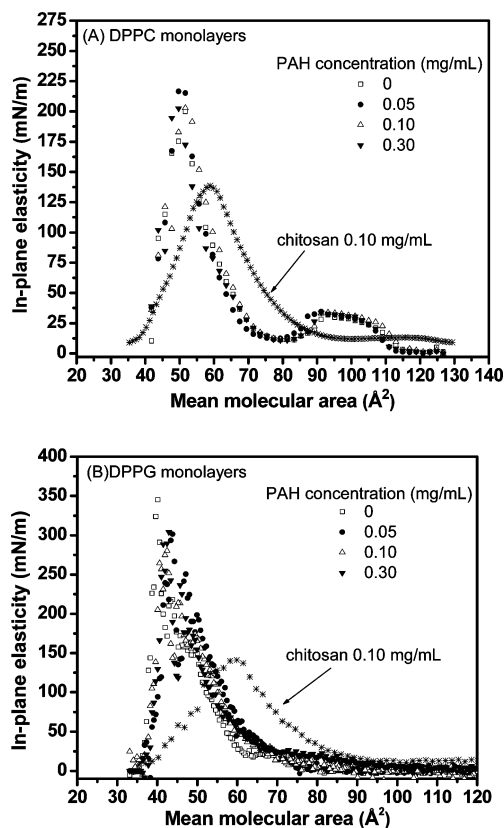 (A) DPPC monolayers
PAH concentration (mg/mL)
0
0.05
0.10
0.30
chitosan 0.10 mg/mL
In-plane elasticity (mN/m)
275
250
225
200
175
150
125
100
75
50
25
0
20 30 40 50 60 70 80 90 100 110 120 130 140
Mean molecular area (Å²)
(B)DPPG monolayers
PAH concentration (mg/mL)
0
0.05
0.10
0.30
chitosan 0.10 mg/mL
In-plane elasticity (mN/m)
400
350
300
250
200
150
100
50
0
20 30 40 50 60 70 80 90 100 110 120
Mean molecular area (Å²)